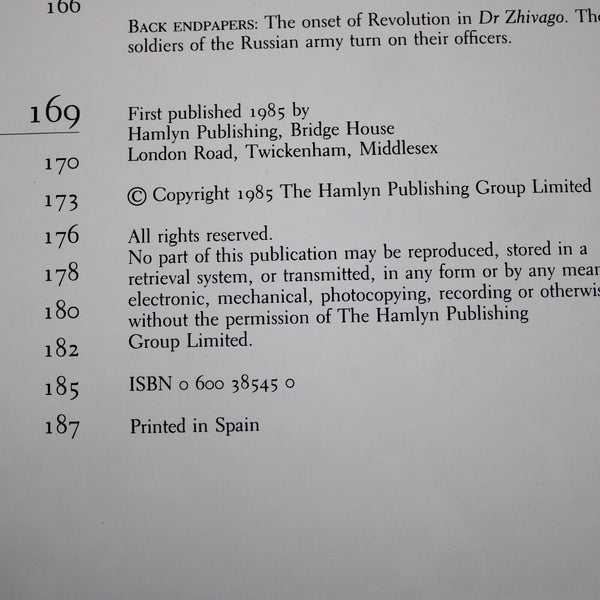 166
BACK ENDPAPERS: The onset of Revolution in Dr Zhivago. The
soldiers of the Russian army turn on their officers.
169
First published 1985 by
Hamlyn Publishing, Bridge House
London Road, Twickenham, Middlesex
170
173
© Copyright 1985 The Hamlyn Publishing Group Limited
176
All rights reserved.
No part of this publication may be reproduced, stored in a
178
retrieval system, or transmitted, in any form or by any mean
electronic, mechanical, photocopying, recording or otherwis
180
without the permission of The Hamlyn Publishing
Group Limited.
182
185
ISBN 0 600 38545 0
187
Printed in Spain